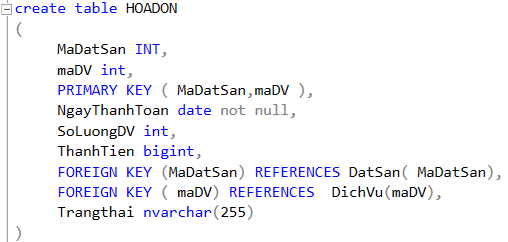 create table HOADON
(
MaDatSan INT,
maDV int,
PRIMARY KEY ( MaDatSan,maDV ),
NgayThanhToan date not null,
SoLuongDV int,
ThanhTien bigint,
FOREIGN KEY (MaDatSan) REFERENCES DatSan( MaDatSan),
FOREIGN KEY ( maDV) REFERENCES  DichVu(maDV),
Trangthai nvarchar(255)
)